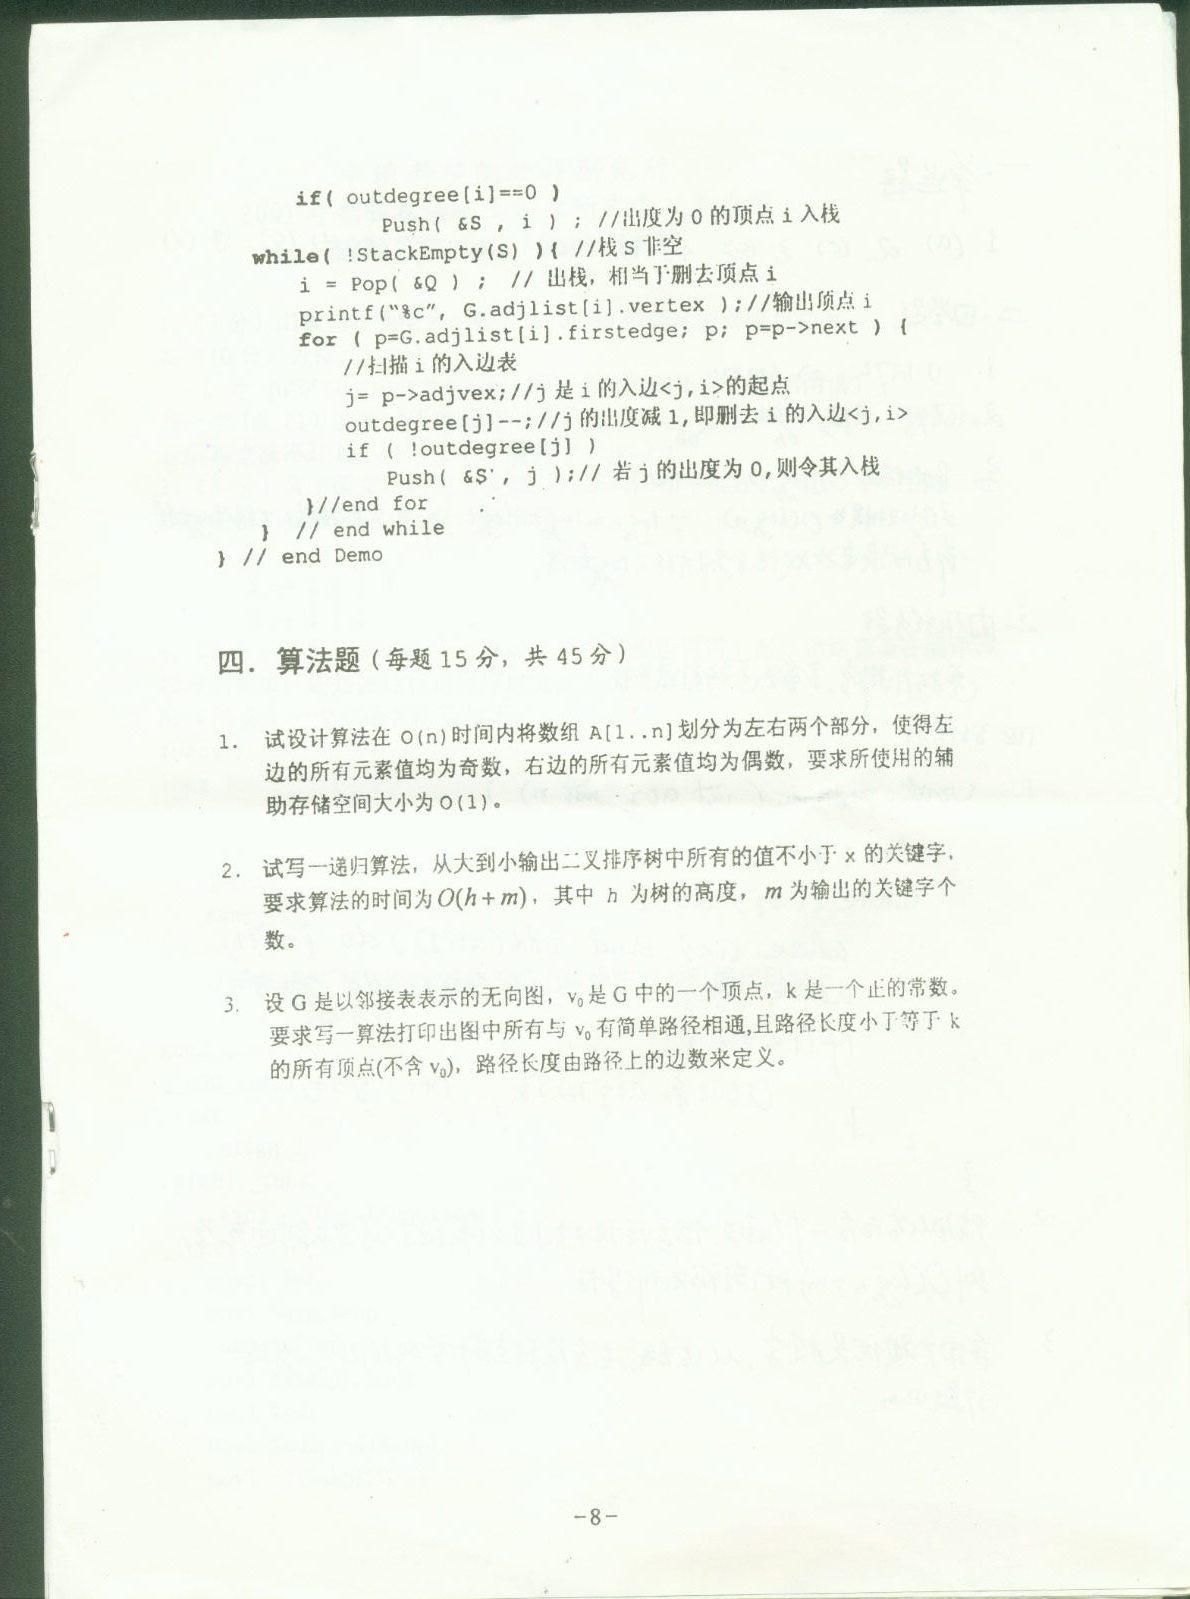 if( outdegree[i]==0 )
Push( &S , i ) ; //出度为 0 的顶点 i 入栈
while( !StackEmpty(S) ){ //栈 S 非空
i = Pop( &Q ) ; // 出栈, 相当于删去顶点 i
printf("%c", G.adjlist[i].vertex );//输出顶点 i
for ( p=G.adjlist[i].firstedge; p; p=p->next ) {
//扫描 i 的入边表
j= p->adjvex;//j 是 i 的入边<j,i>的起点
outdegree[j]--;//j 的出度减 1,即删去 i 的入边<j,i>
if ( !outdegree[j] )
Push( &S , j );// 若 j 的出度为 0,则令其入栈
}//end for
} // end while
} // end Demo
四. 算法题 (每题 15 分, 共 45 分)
1. 试设计算法在 O(n)时间内将数组 A[1..n]划分为左右两个部分，使得左
边的所有元素值均为奇数，右边的所有元素值均为偶数，要求所使用的辅
助存储空间大小为 O(1)。
2. 试写一递归算法，从大到小输出二叉排序树中所有的值不小于 x 的关键字，
要求算法的时间为O(h+m)，其中 h 为树的高度，m 为输出的关键字个
数。
3. 设 G 是以邻接表表示的无向图，v₀是 G 中的一个顶点，k 是一个正的常数。
要求写一算法打印出图中所有与 v₀有简单路径相通,且路径长度小于等于 k
的所有顶点(不含 v₀)，路径长度由路径上的边数来定义。
-8-